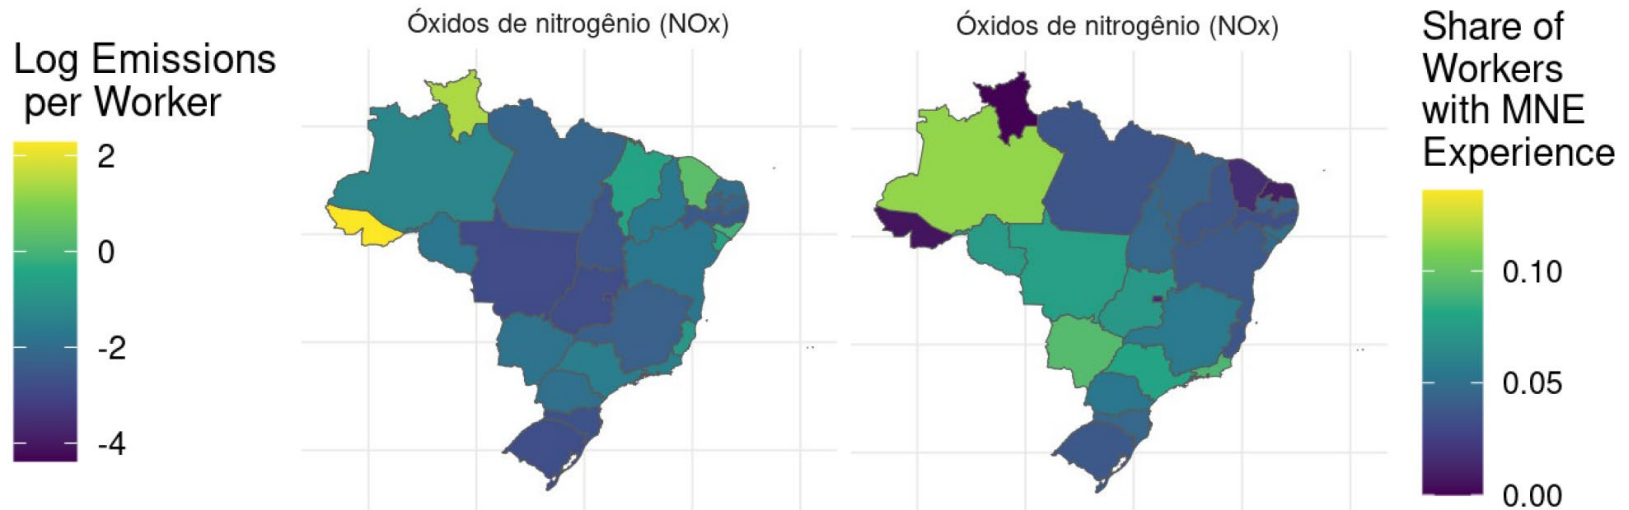 Log Emissions
per Worker
2
0
-2
-4
Óxidos de nitrogênio (NOx)
Óxidos de nitrogênio (NOx)
Share of
Workers
with MNE
Experience
0.10
0.05
0.00